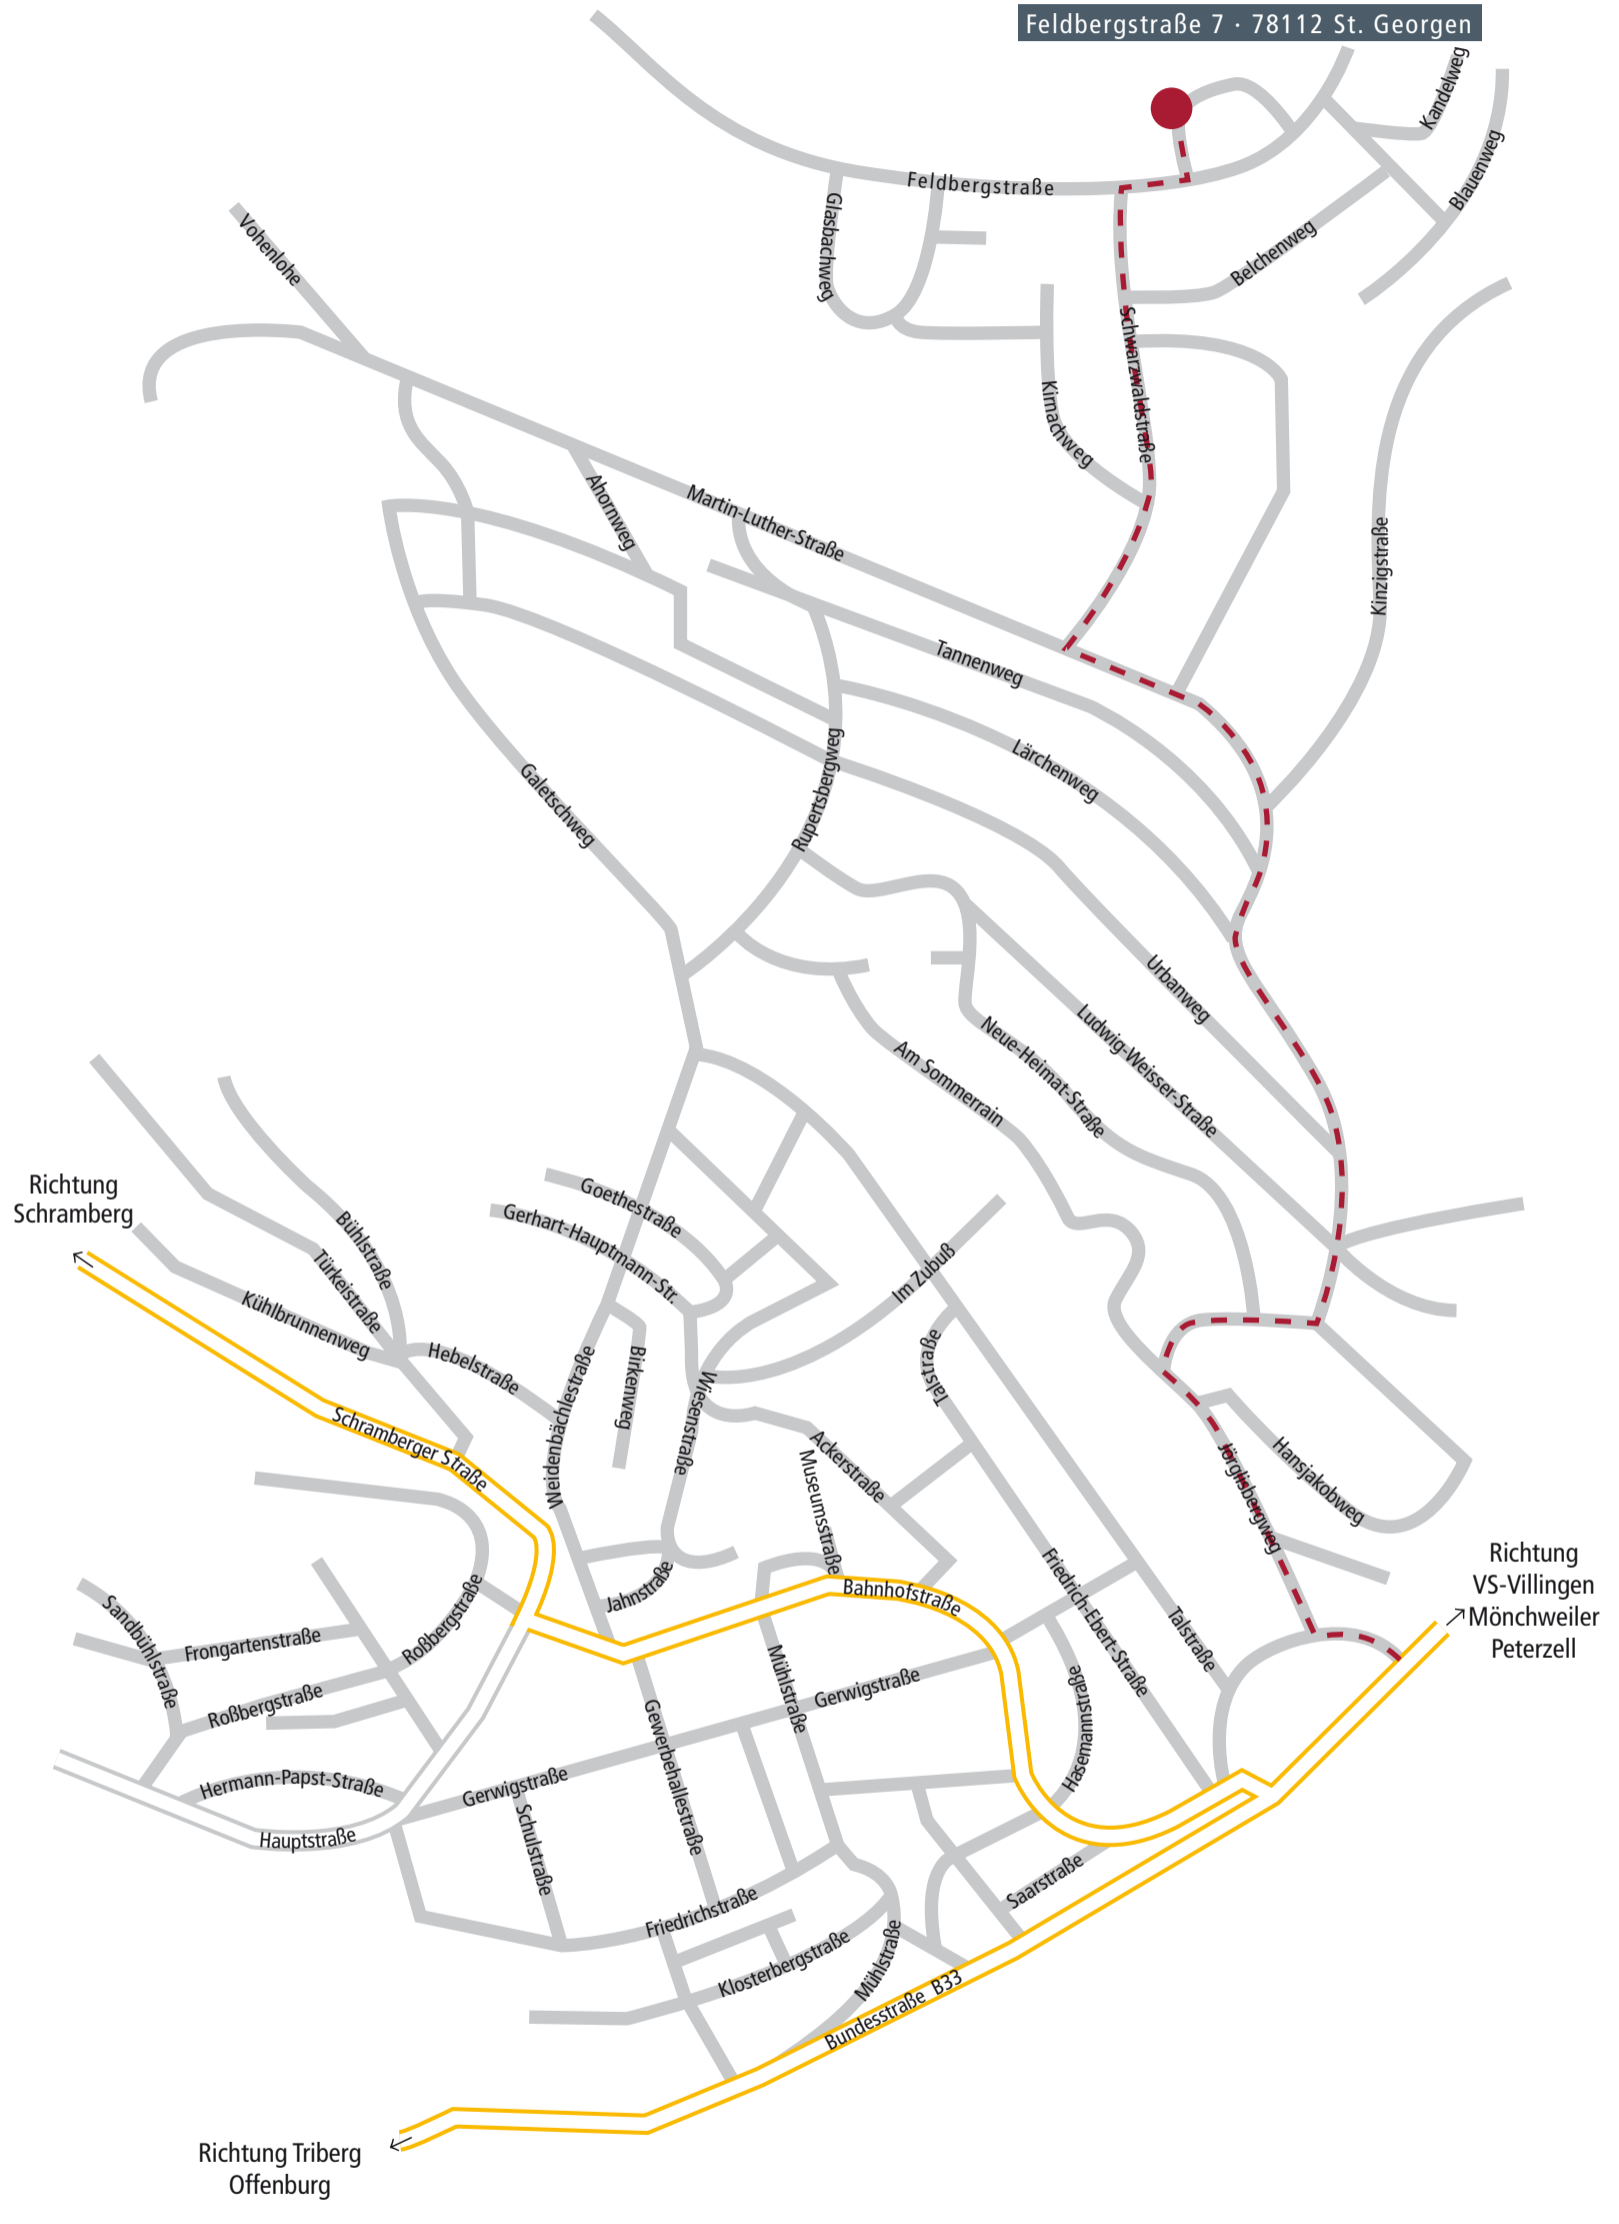 Feldbergstraße 7 · 78112 St. Georgen
Kandelweg
Blauenweg
Feldbergstraße
Glasbachweg
Belchenweg
Vohenlohe
Schwarzwaldstraße
Kirnachweg
Ahornweg
Martin-Luther-Straße
Kinzigstraße
Tannenweg
Lärchenweg
Galetschweg
Rupertsbergweg
Urbanweg
Ludwig-Weisser-Straße
Neue-Heimat-Straße
Am Sommerrain
Richtung
Schramberg
Goethestraße
Gerhart-Hauptmann-Str.
Bühlstraße
Türkeistraße
Kühlbrunnenweg
Hebelstraße
Im Zubuß
Talstraße
Birkenweg
Weidenbächlestraße
Wiesenstraße
Schramberger Straße
Ackerstraße
Museumsstraße
Jörglisbergweg
Hansjakobweg
Richtung
VS-Villingen
Mönchweiler
Peterzell
Jahnstraße
Bahnhofstraße
Friedrich-Ebert-Straße
Talstraße
Sandbühlstraße
Frongartenstraße
Roßbergstraße
Roßbergstraße
Mühlstraße
Gerwigstraße
Hasemannstraße
Gewerbehallestraße
Hermann-Papst-Straße
Gerwigstraße
Hauptstraße
Schulstraße
Saarstraße
Friedrichstraße
Klosterbergstraße
Mühlstraße
Bundesstraße B33
Richtung Triberg
Offenburg